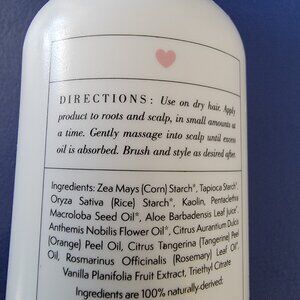 DIRECTIONS: Use on dry hair. Apply
product to roots and scalp, in small amounts at
a time. Gently massage into scalp until excess
oil is absorbed. Brush and style as desired after.
Ingredients: Zea Mays (Corn) Starch*, Tapioca Starch*,
Oryza Sativa (Rice) Starch*, Kaolin, Pentaclethra
Macroloba Seed Oil*, Aloe Barbadensis Leaf Juice*,
Anthemis Nobilis Flower Oil*, Citrus Aurantium Dulcis
(Orange) Peel Oil, Citrus Tangerina (Tangerine) Peel
Oil, Rosmarinus Officinalis (Rosemary) Leaf Oil*,
Vanilla Planifolia Fruit Extract, Triethyl Citrate
Ingredients are 100% naturally-derived.